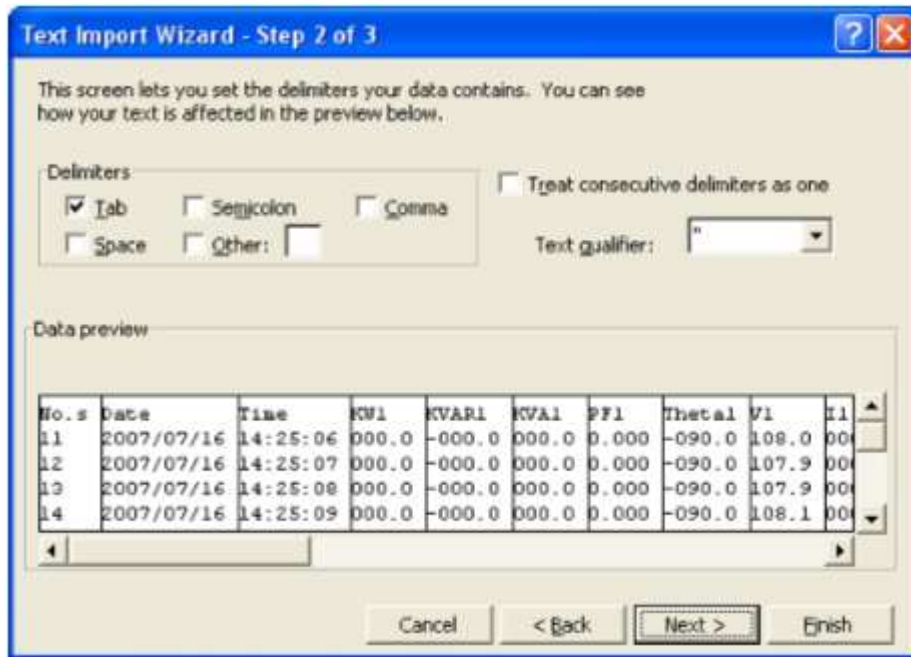 Text Import Wizard - Step 2 of 3
This screen lets you set the delimiters your data contains. You can see
how your text is affected in the preview below.
Delimiters
Tab Semicolon Comma
Space Other:
Treat consecutive delimiters as one
Text qualifier: "
Data preview
No.s Date Time KW1 KVAR1 KVA1 PF1 Theta1 V1 I1
11 2007/07/16 14:25:06 000.0 -000.0 000.0 0.000 -090.0 108.0 00
12 2007/07/16 14:25:07 000.0 -000.0 000.0 0.000 -090.0 107.9 00
13 2007/07/16 14:25:08 000.0 -000.0 000.0 0.000 -090.0 107.9 00
14 2007/07/16 14:25:09 000.0 -000.0 000.0 0.000 -090.0 108.1 00
Cancel < Back Next > Finish